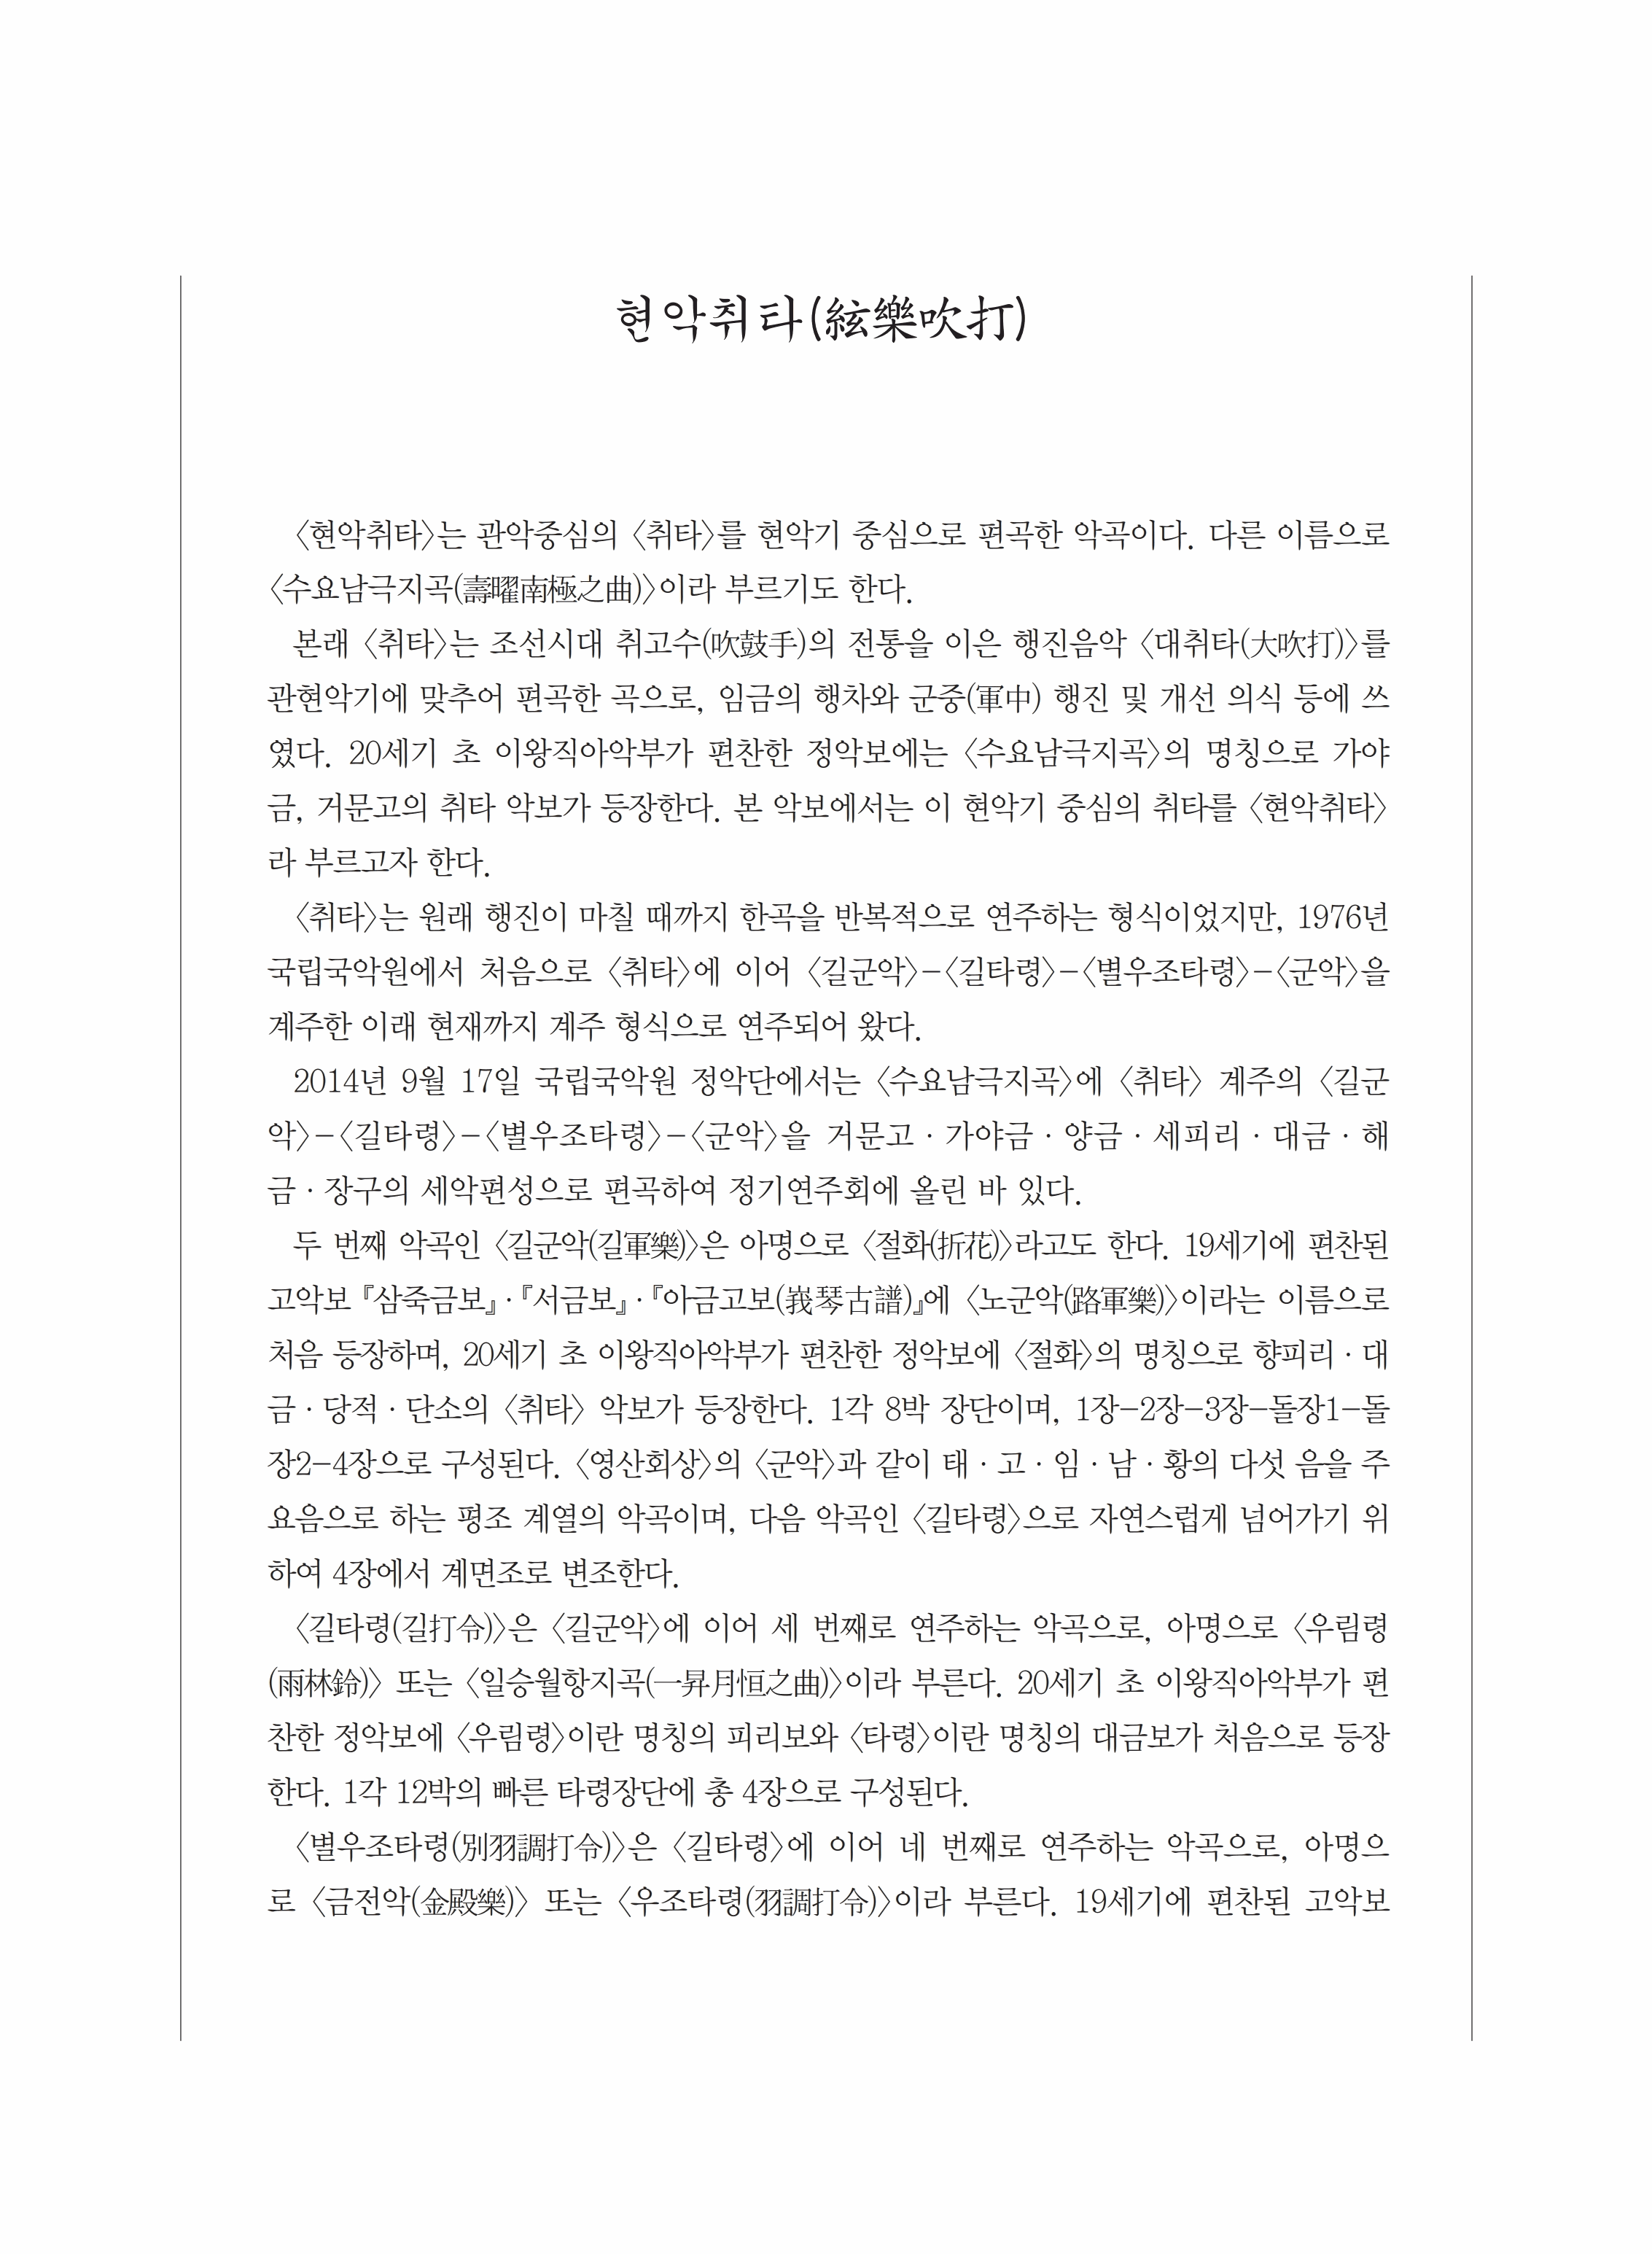 현악취타(絃樂吹打)
〈현악취타〉는 관악중심의 〈취타〉를 현악기 중심으로 편곡한 악곡이다. 다른 이름으로
〈수요남극지곡(壽曜南極之曲)〉이라 부르기도 한다.
본래 〈취타〉는 조선시대 취고수(吹鼓手)의 전통을 이은 행진음악 〈대취타(大吹打)〉를
관현악기에 맞추어 편곡한 곡으로, 임금의 행차와 군중(軍中) 행진 및 개선 의식 등에 쓰
였다. 20세기 초 이왕직아악부가 편찬한 정악보에는 〈수요남극지곡〉의 명칭으로 가야
금, 거문고의 취타 악보가 등장한다. 본 악보에서는 이 현악기 중심의 취타를 〈현악취타〉
라 부르고자 한다.
〈취타〉는 원래 행진이 마칠 때까지 한곡을 반복적으로 연주하는 형식이었지만, 1976년
국립국악원에서 처음으로 〈취타〉에 이어 〈길군악〉-〈길타령〉-〈별우조타령〉-〈군악〉을
계주한 이래 현재까지 계주 형식으로 연주되어 왔다.
2014년 9월 17일 국립국악원 정악단에서는 〈수요남극지곡〉에 〈취타〉 계주의 〈길군
악〉-〈길타령〉-〈별우조타령〉-〈군악〉을 거문고·가야금·양금·세피리·대금·해
금·장구의 세악편성으로 편곡하여 정기연주회에 올린 바 있다.
두 번째 악곡인 〈길군악(길軍樂)〉은 아명으로 〈절화(折花)〉라고도 한다. 19세기에 편찬된
고악보『삼죽금보』·『서금보』·『아금고보(峩琴古譜)』에 〈노군악(路軍樂)〉이라는 이름으로
처음 등장하며, 20세기 초 이왕직아악부가 편찬한 정악보에 〈절화〉의 명칭으로 향피리·대
금·당적·단소의 〈취타〉 악보가 등장한다. 1각 8박 장단이며, 1장-2장-3장-돌장1-돌
장2-4장으로 구성된다. 〈영산회상〉의 〈군악〉과 같이 태·고·임·남·황의 다섯 음을 주
요음으로 하는 평조 계열의 악곡이며, 다음 악곡인 〈길타령〉으로 자연스럽게 넘어가기 위
하여 4장에서 계면조로 변조한다.
〈길타령(길打令)〉은 〈길군악〉에 이어 세 번째로 연주하는 악곡으로, 아명으로 〈우림령
(雨林鈴)〉 또는 〈일승월항지곡(一昇月恒之曲)〉이라 부른다. 20세기 초 이왕직아악부가 편
찬한 정악보에 〈우림령〉이란 명칭의 피리보와 〈타령〉이란 명칭의 대금보가 처음으로 등장
한다. 1각 12박의 빠른 타령장단에 총 4장으로 구성된다.
〈별우조타령(別羽調打令)〉은 〈길타령〉에 이어 네 번째로 연주하는 악곡으로, 아명으
로 〈금전악(金殿樂)〉 또는 〈우조타령(羽調打令)〉이라 부른다. 19세기에 편찬된 고악보